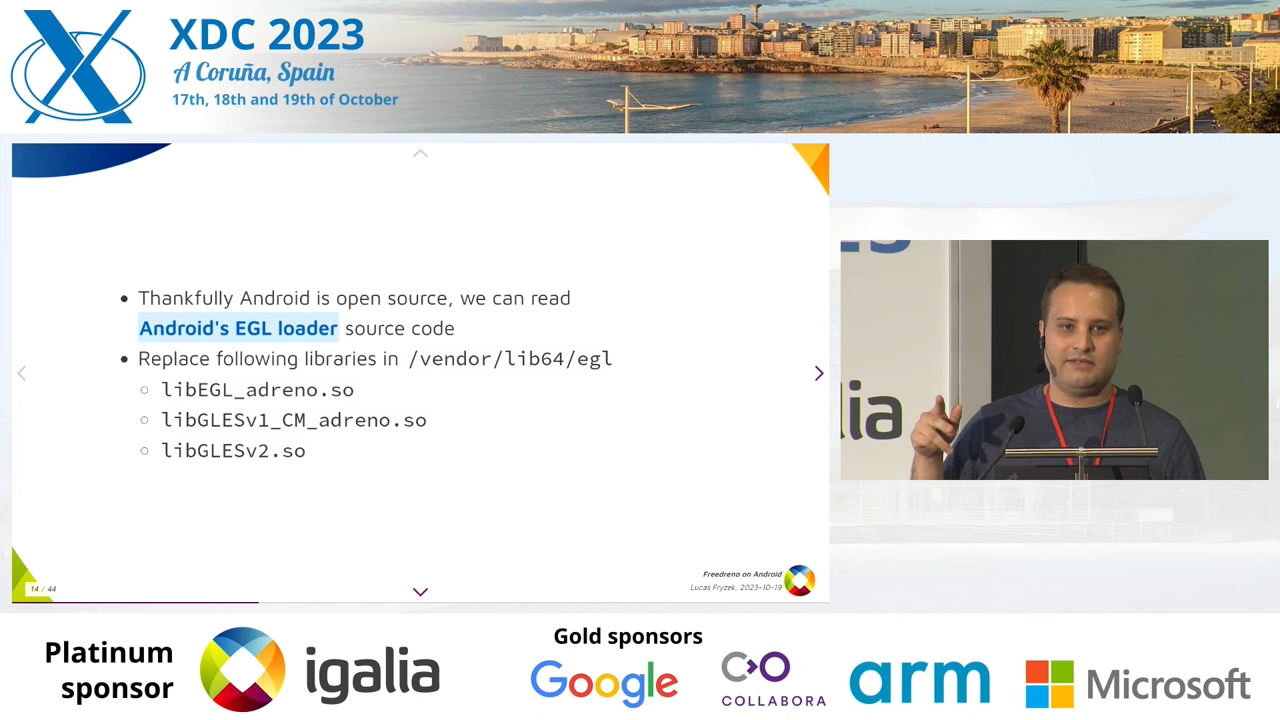 XDC 2023
A Coruña, Spain
17th, 18th and 19th of October
Thankfully Android is open source, we can read
Android's EGL loader source code
Replace following libraries in /vendor/lib64/egl
libEGL_adreno.so
libGLESv1_CM_adreno.so
libGLESv2.so
14 / 44
Freedreno on Android
Lucas Fryzek, 2023-10-19
lia
Platinum
sponsor
igalia
Gold sponsors
Google
COLLABORA
arm
Microsoft